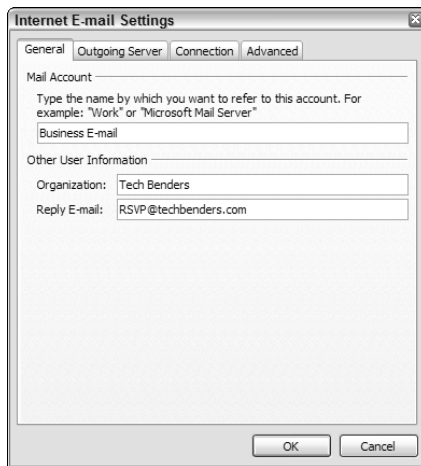 Internet E-mail Settings
General Outgoing Server Connection Advanced
Mail Account
Type the name by which you want to refer to this account. For
example: "Work" or "Microsoft Mail Server"
Business E-mail
Other User Information
Organization: Tech Benders
Reply E-mail: RSVP@techbenders.com
OK Cancel